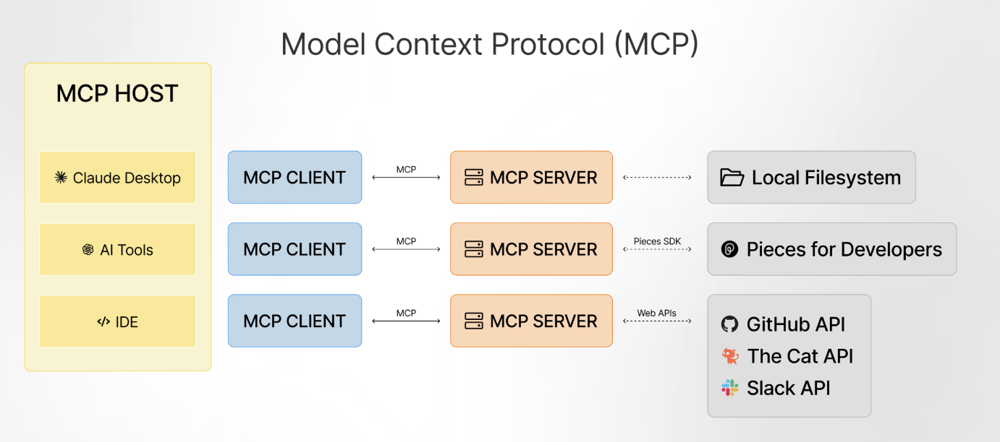 Model Context Protocol (MCP)
MCP HOST
Claude Desktop
MCP CLIENT
MCP
MCP SERVER
Local Filesystem
AI Tools
MCP CLIENT
MCP
MCP SERVER
Pieces SDK
Pieces for Developers
IDE
MCP CLIENT
MCP
MCP SERVER
Web APIs
GitHub API
The Cat API
Slack API